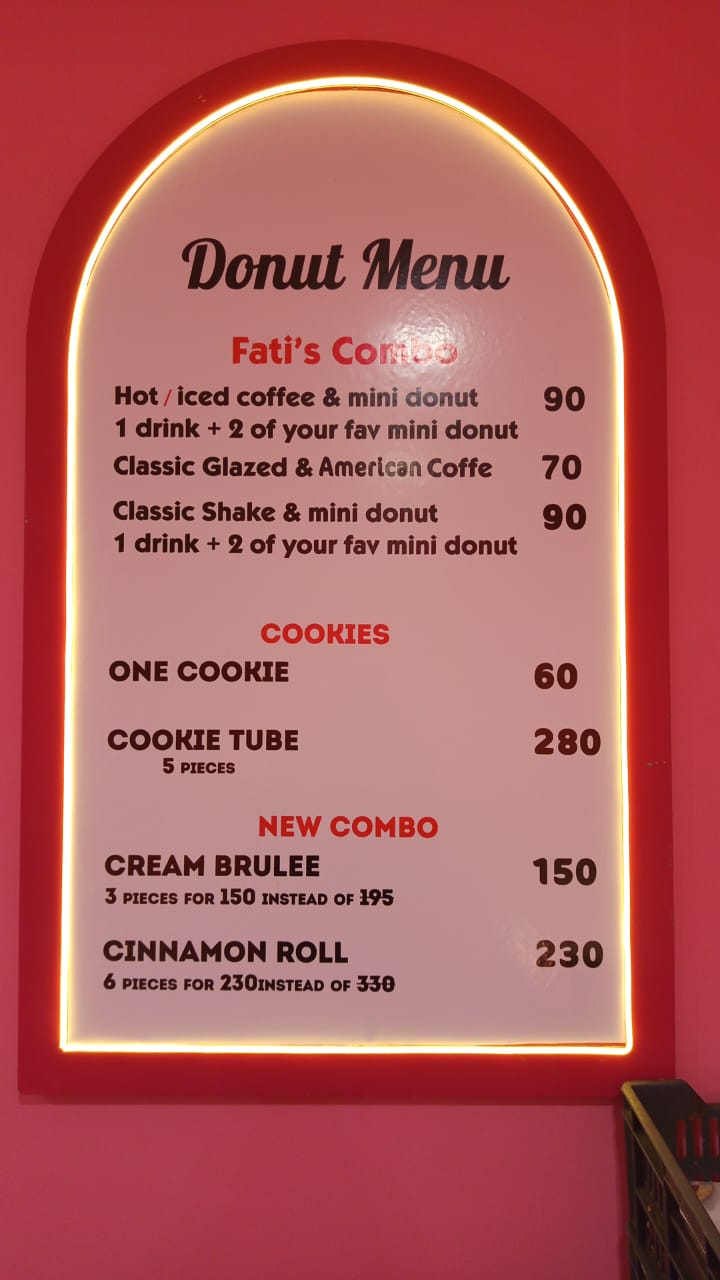 Donut Menu
Fati's Combo
Hot / iced coffee & mini donut 90
1 drink + 2 of your fav mini donut
Classic Glazed & American Coffe 70
Classic Shake & mini donut 90
1 drink + 2 of your fav mini donut
COOKIES
ONE COOKIE 60
COOKIE TUBE 280
5 PIECES
NEW COMBO
CREAM BRULEE 150
3 PIECES FOR 150 INSTEAD OF 195
CINNAMON ROLL 230
6 PIECES FOR 230INSTEAD OF 330